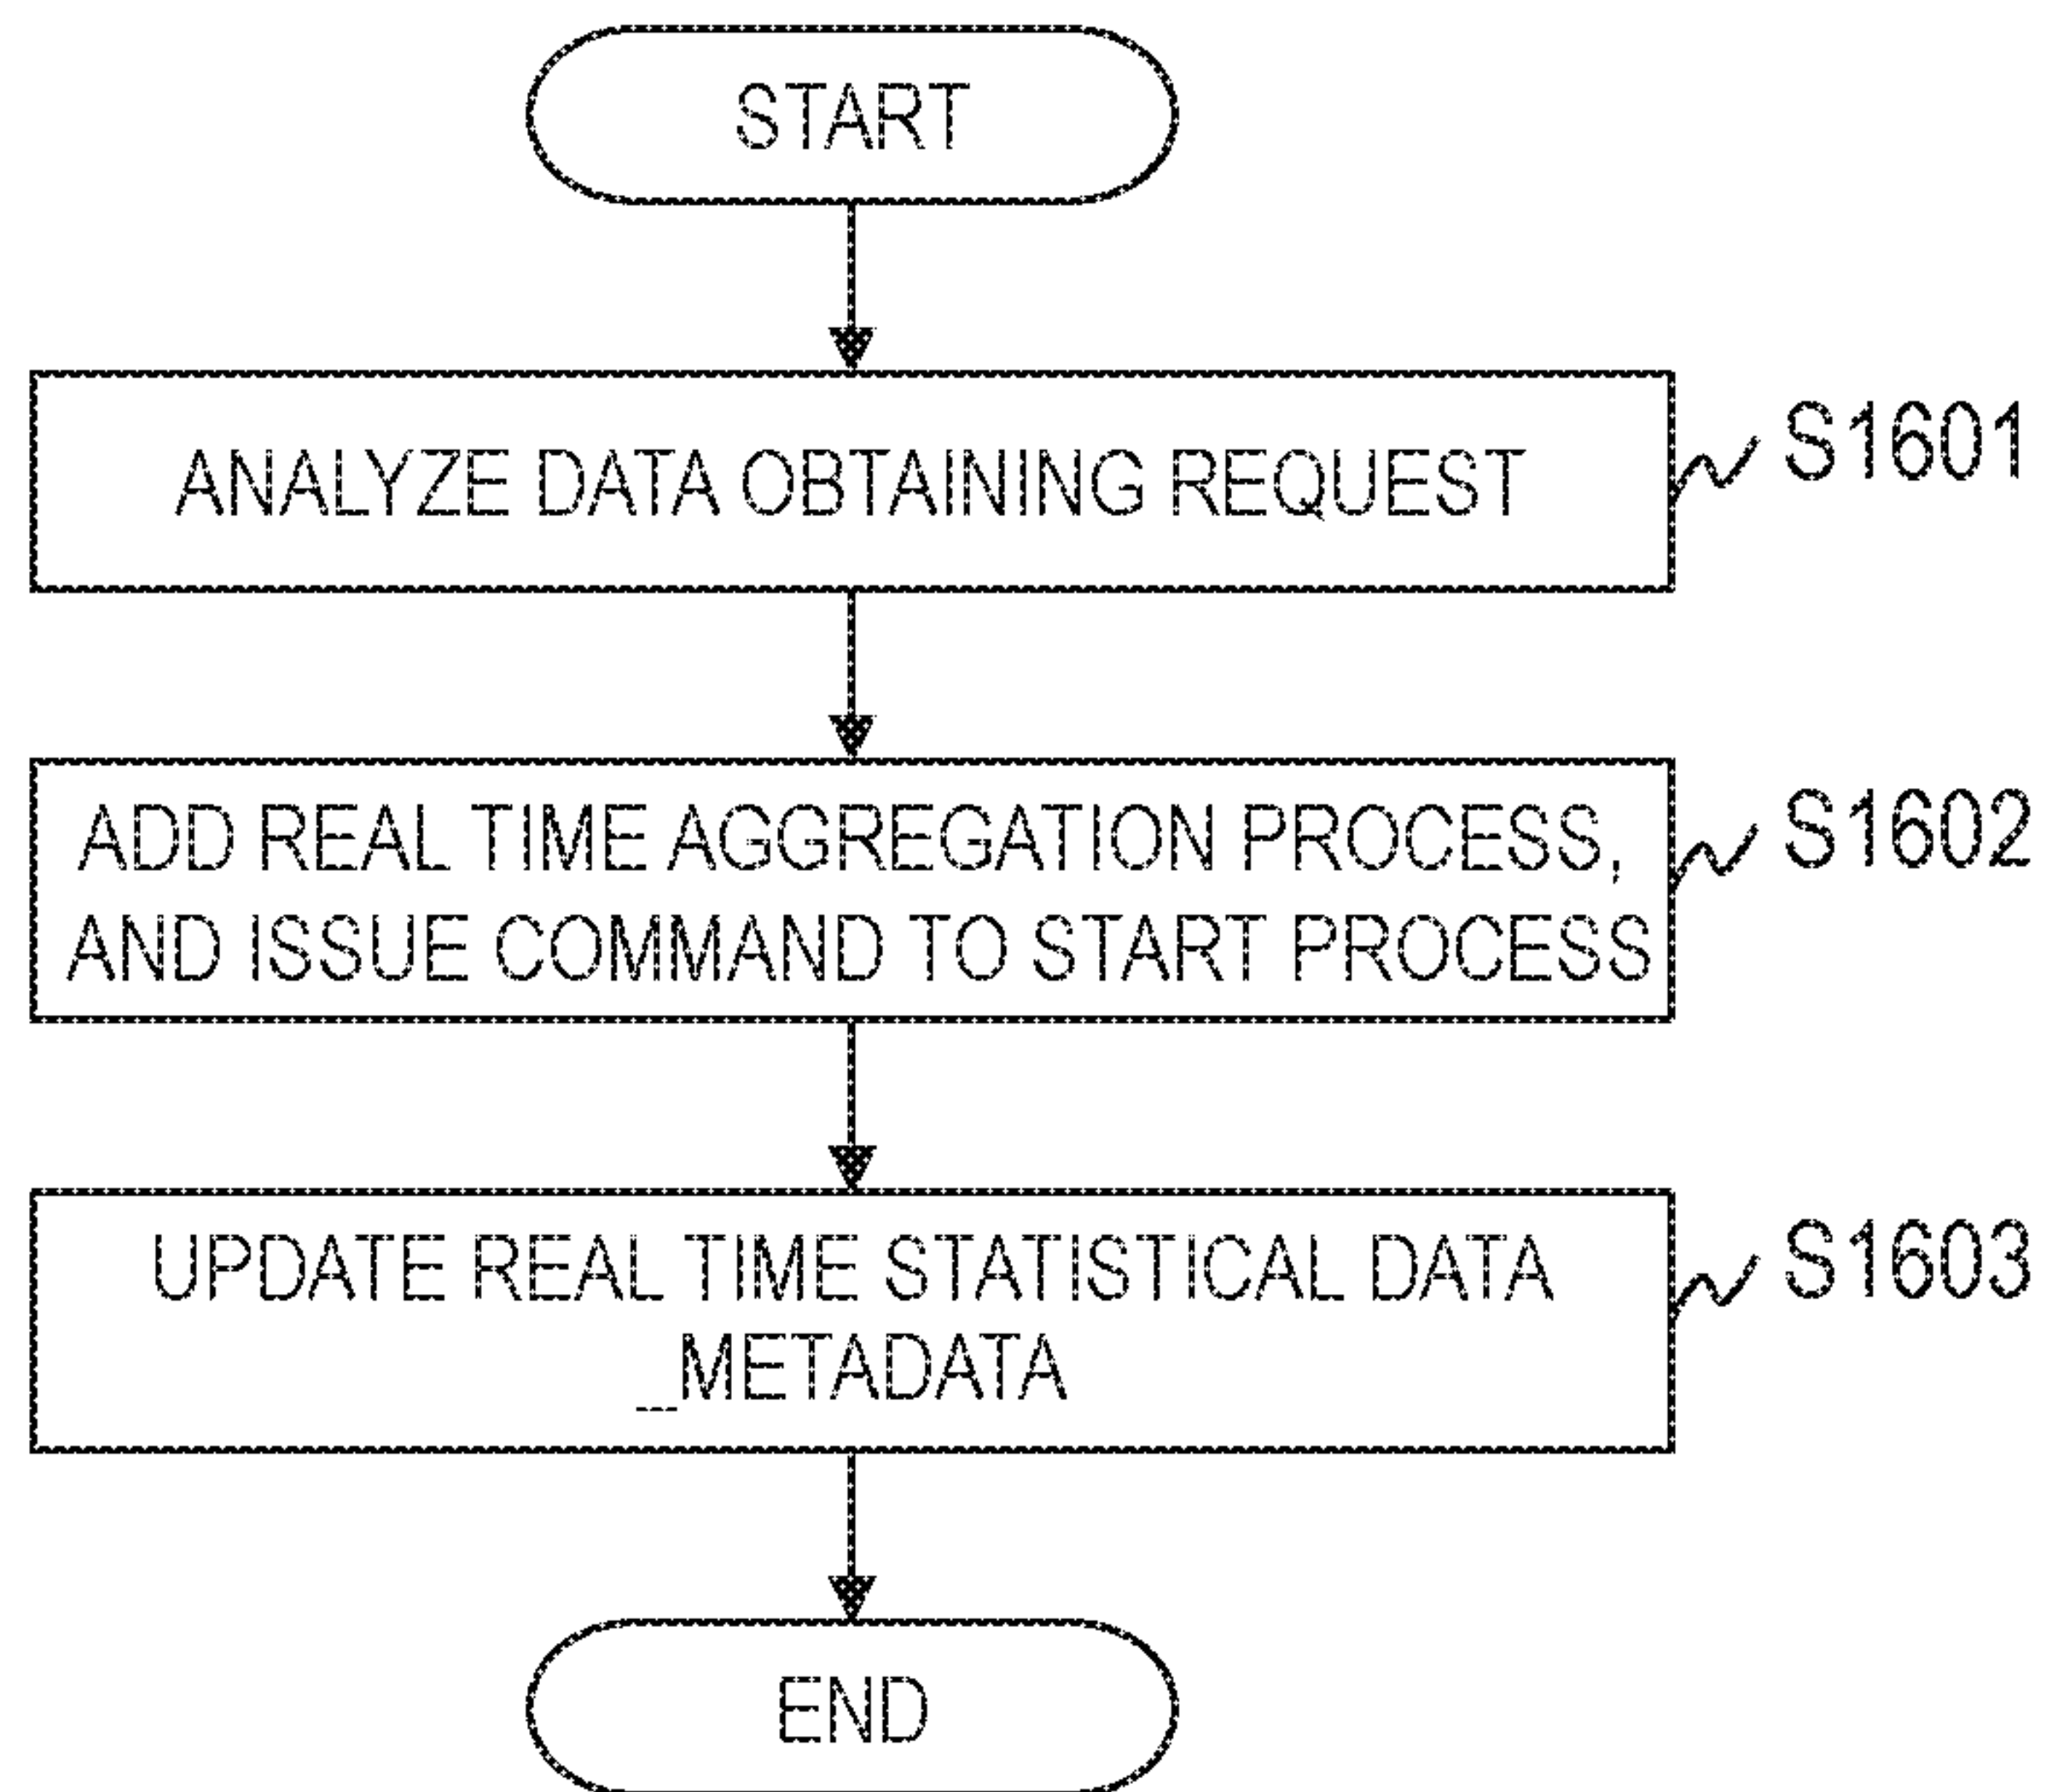 START
ANALYZE DATA OBTAINING REQUEST
S1601
ADD REAL TIME AGGREGATION PROCESS,
AND ISSUE COMMAND TO START PROCESS
S1602
UPDATE REAL TIME STATISTICAL DATA
_METADATA
S1603
END